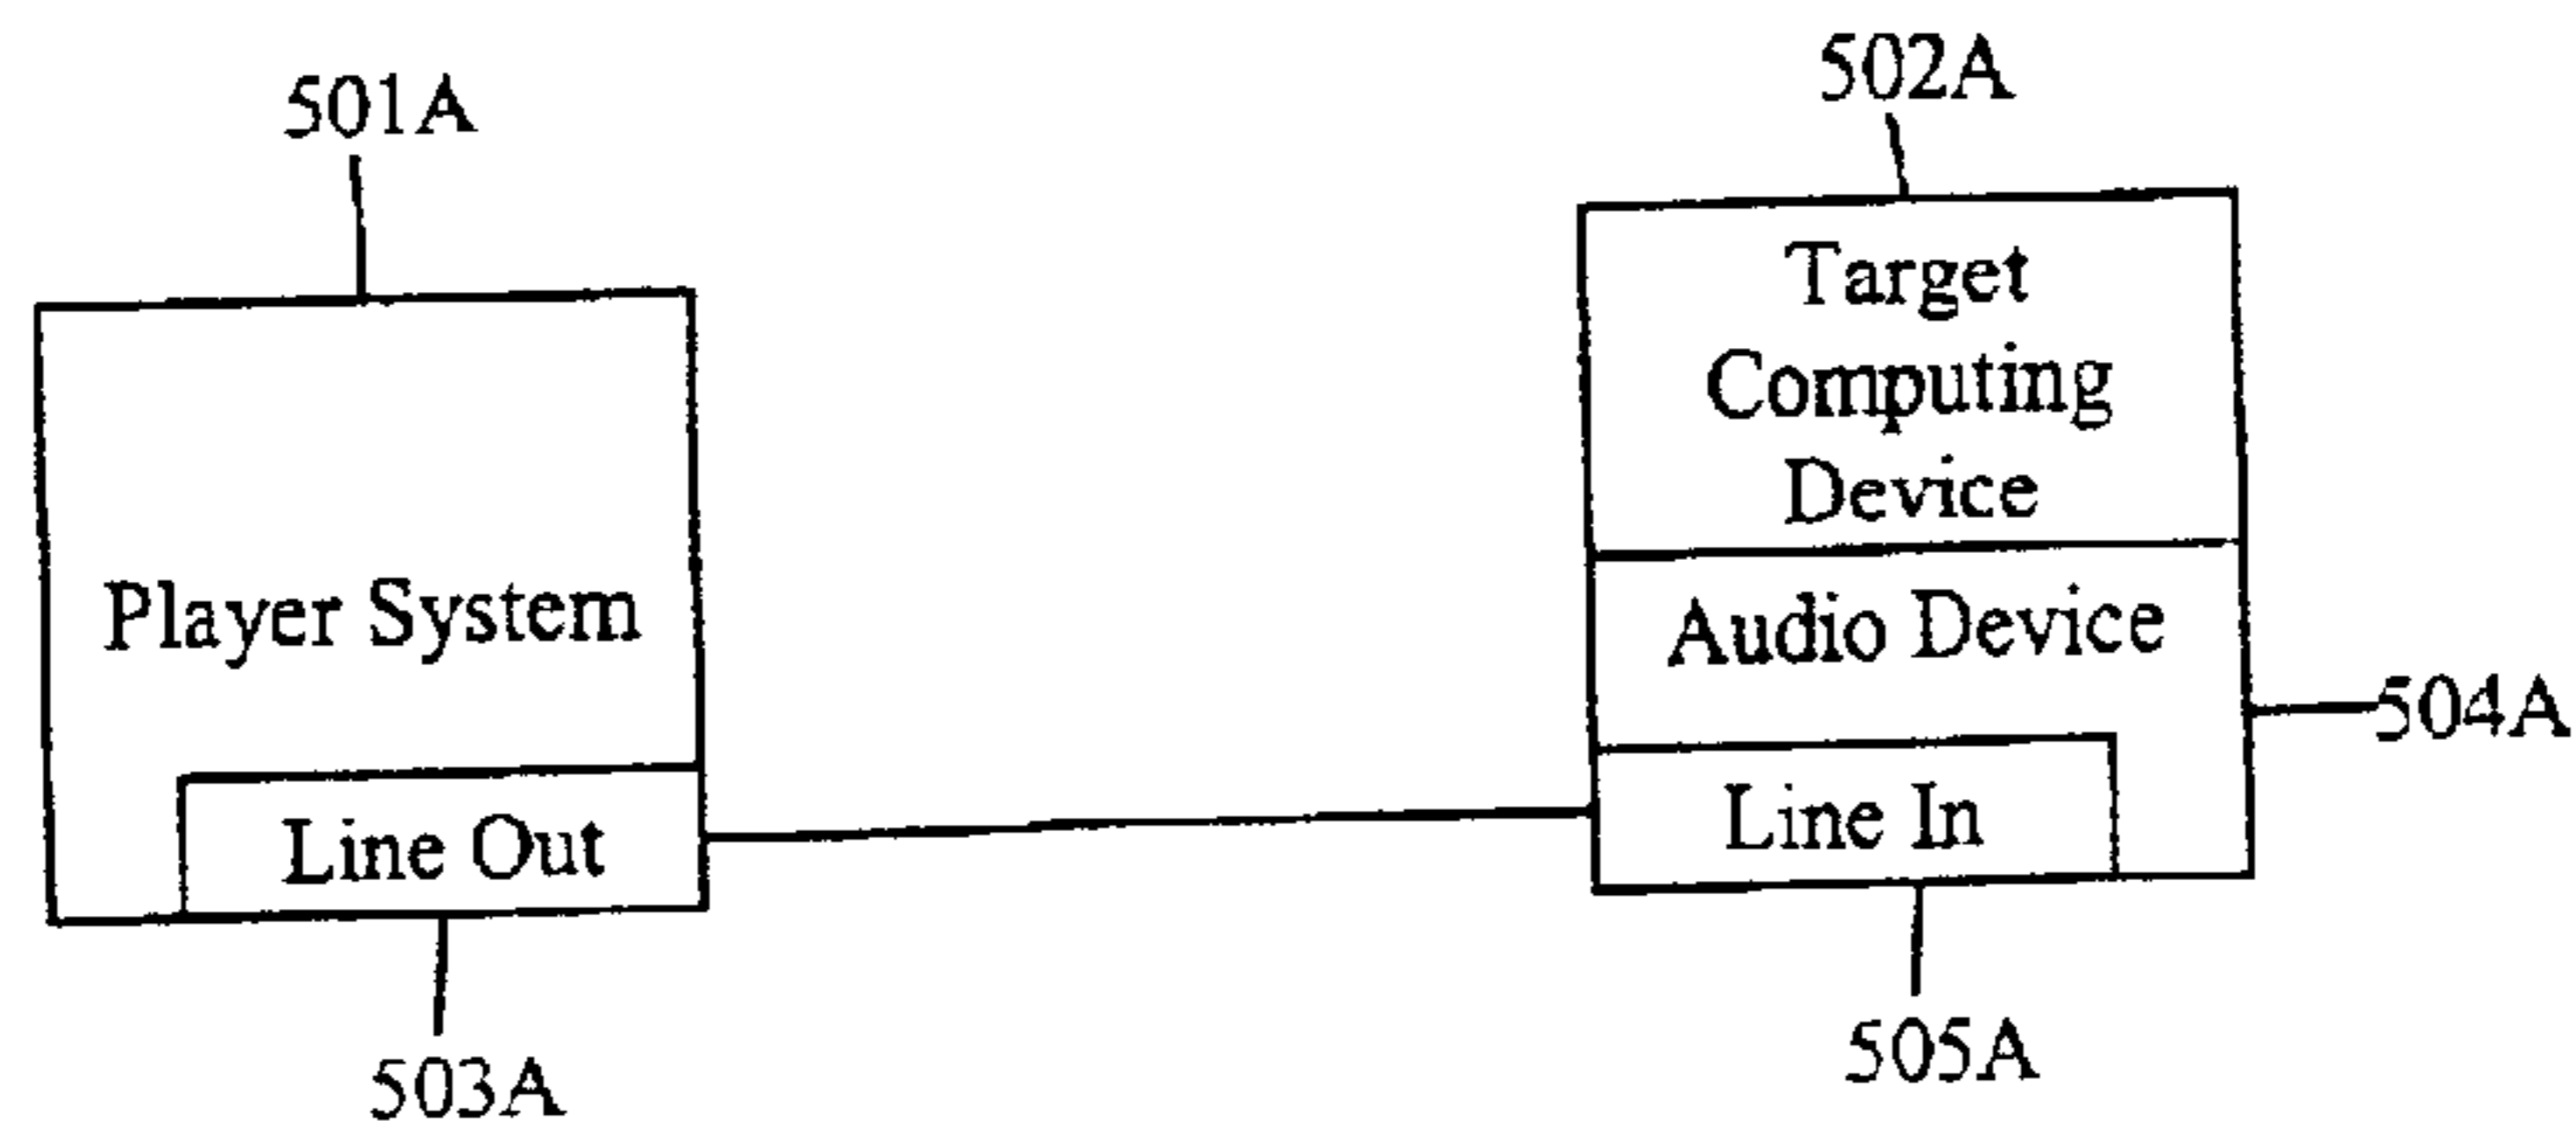 501A
502A
Target
Computing
Device
Player System
Audio Device
504A
Line Out
Line In
503A
505A